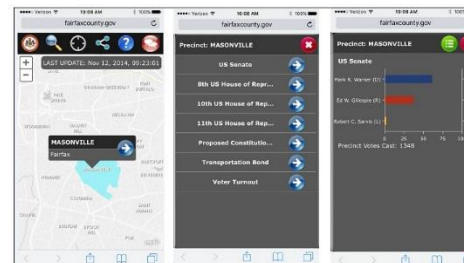 Verizon 10:08 AM 100%
fairfaxcounty.gov
LAST UPDATE: Nov 12, 2014, 09:23:01
MASONVILLE
Fairfax
Verizon 10:08 AM 100%
fairfaxcounty.gov
Precinct: MASONVILLE
US Senate
8th US House of Repr...
10th US House of Rep...
11th US House of Rep...
Proposed Constitutio...
Transportation Bond
Voter Turnout
Verizon 10:08 AM 100%
fairfaxcounty.gov
Precinct: MASONVILLE
US Senate
Mark R. Warner (D)
Ed W. Gillespie (R)
Robert C. Sarvis (L)
0 25 50 75 100
Precinct Votes Cast: 1348